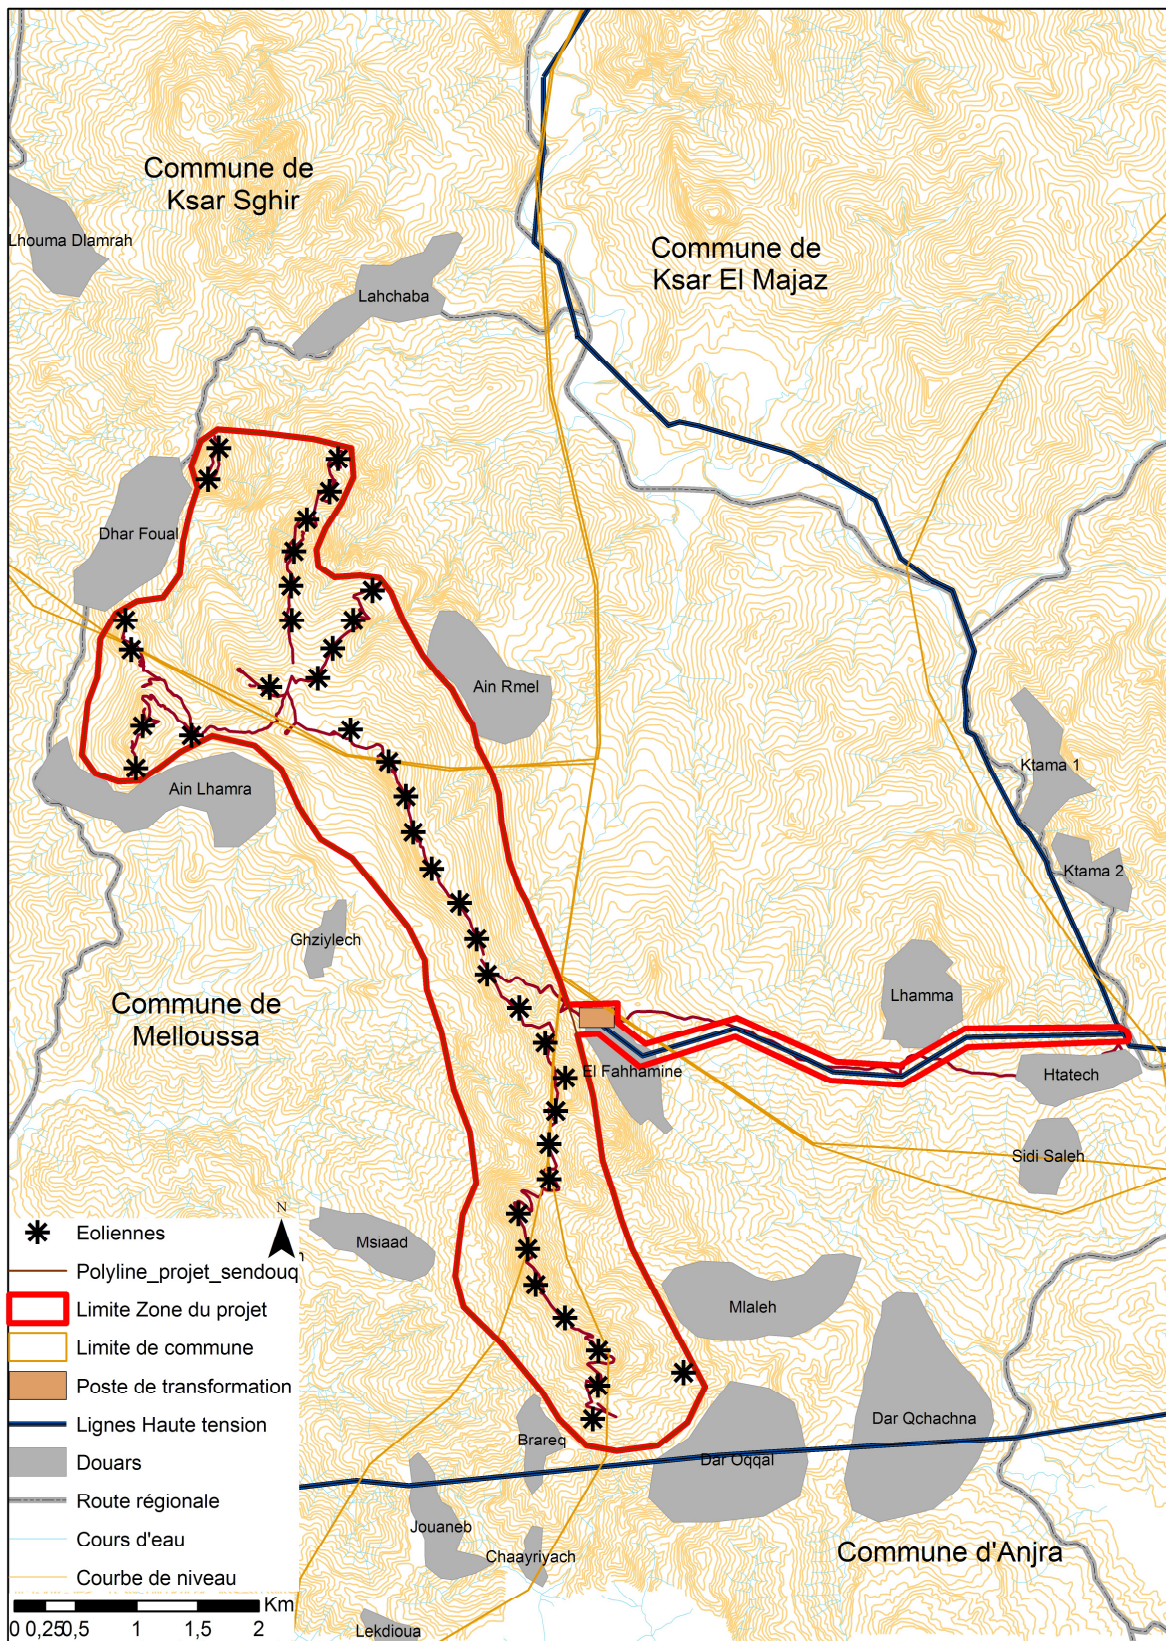 Commune de
Ksar Sghir
Commune de
Ksar El Majaz
Lhouma Dlamrah
Lahchaba
Dhar Foual
Ain Rmel
Ain Lhamra
Ktama 1
Ktama 2
Ghziylech
Lhamma
Commune de
Melloussa
El Fahhamine
Htatech
Sidi Saleh
Msiaad
Mlaleh
Dar Qchachna
Brareq
Dar Oqqal
Jouaneb
Chaayriyach
Commune d'Anjra
Lekdioua
N
Eoliennes
Polyline_projet_sendouq
Limite Zone du projet
Limite de commune
Poste de transformation
Lignes Haute tension
Douars
Route régionale
Cours d'eau
Courbe de niveau
Km
0 0,25 0,5 1 1,5 2